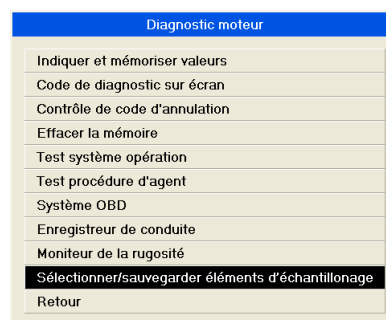 Diagnostic moteur
Indiquer et mémoriser valeurs
Code de diagnostic sur écran
Contrôle de code d'annulation
Effacer la mémoire
Test système opération
Test procédure d'agent
Système OBD
Enregistreur de conduite
Moniteur de la rugosité
Sélectionner/sauvegarder éléments d'échantillonage
Retour